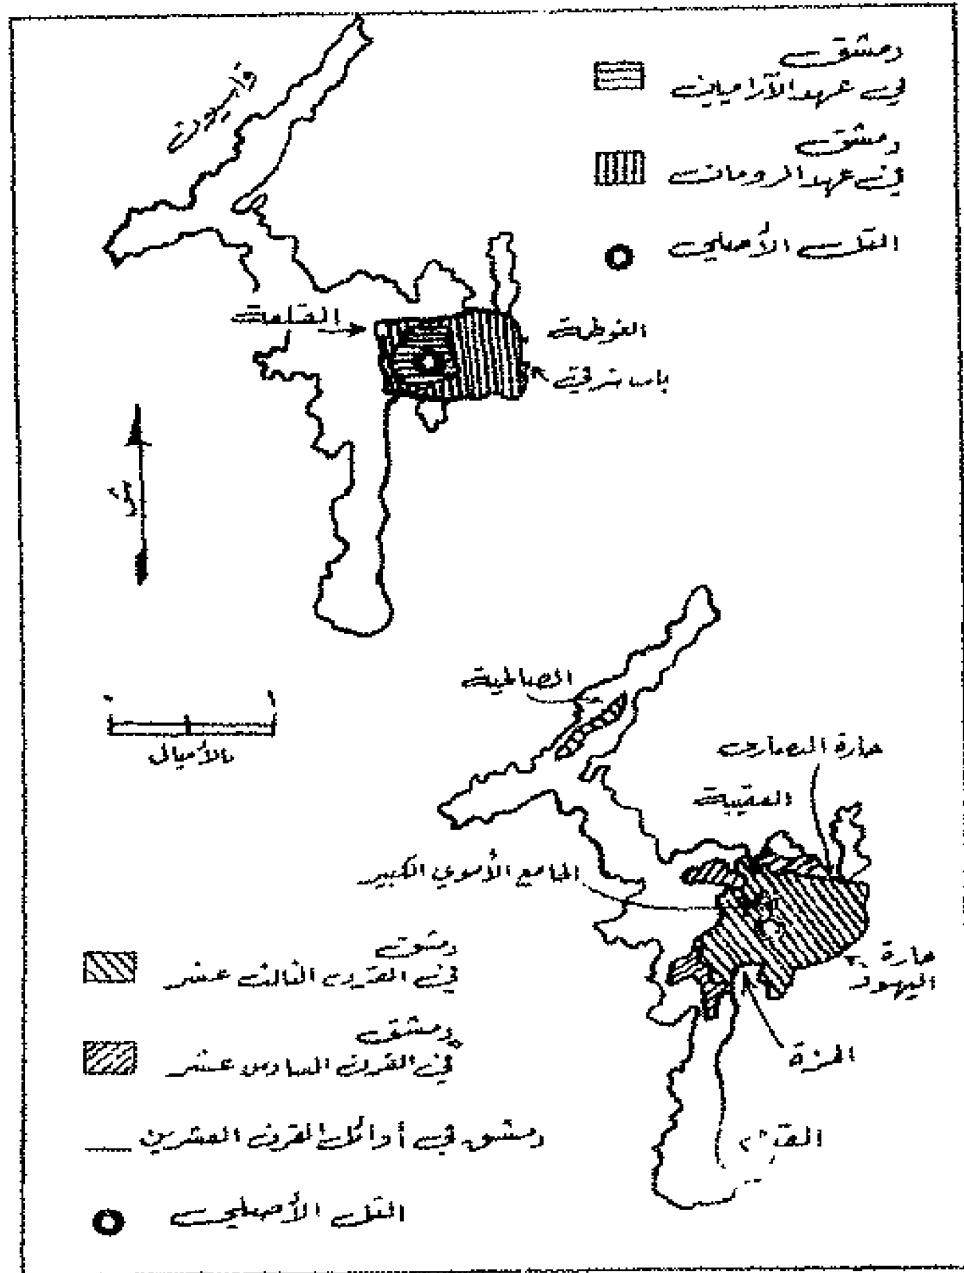 دمشق
في عهد الآراميين
دمشق
في عهد الرومان
التل الأصلي
قاسيون
القلعة
الغوطة
باب شرقي
بالأميال
الصالحية
حارة النصارى
العقيبة
الجامع الأموي الكبير
حارة
اليهود
المزة
دمشق
في القرن الثالث عشر
دمشق
في القرن السادس عشر
دمشق في أوائل القرن العشرين
التل الأصلي